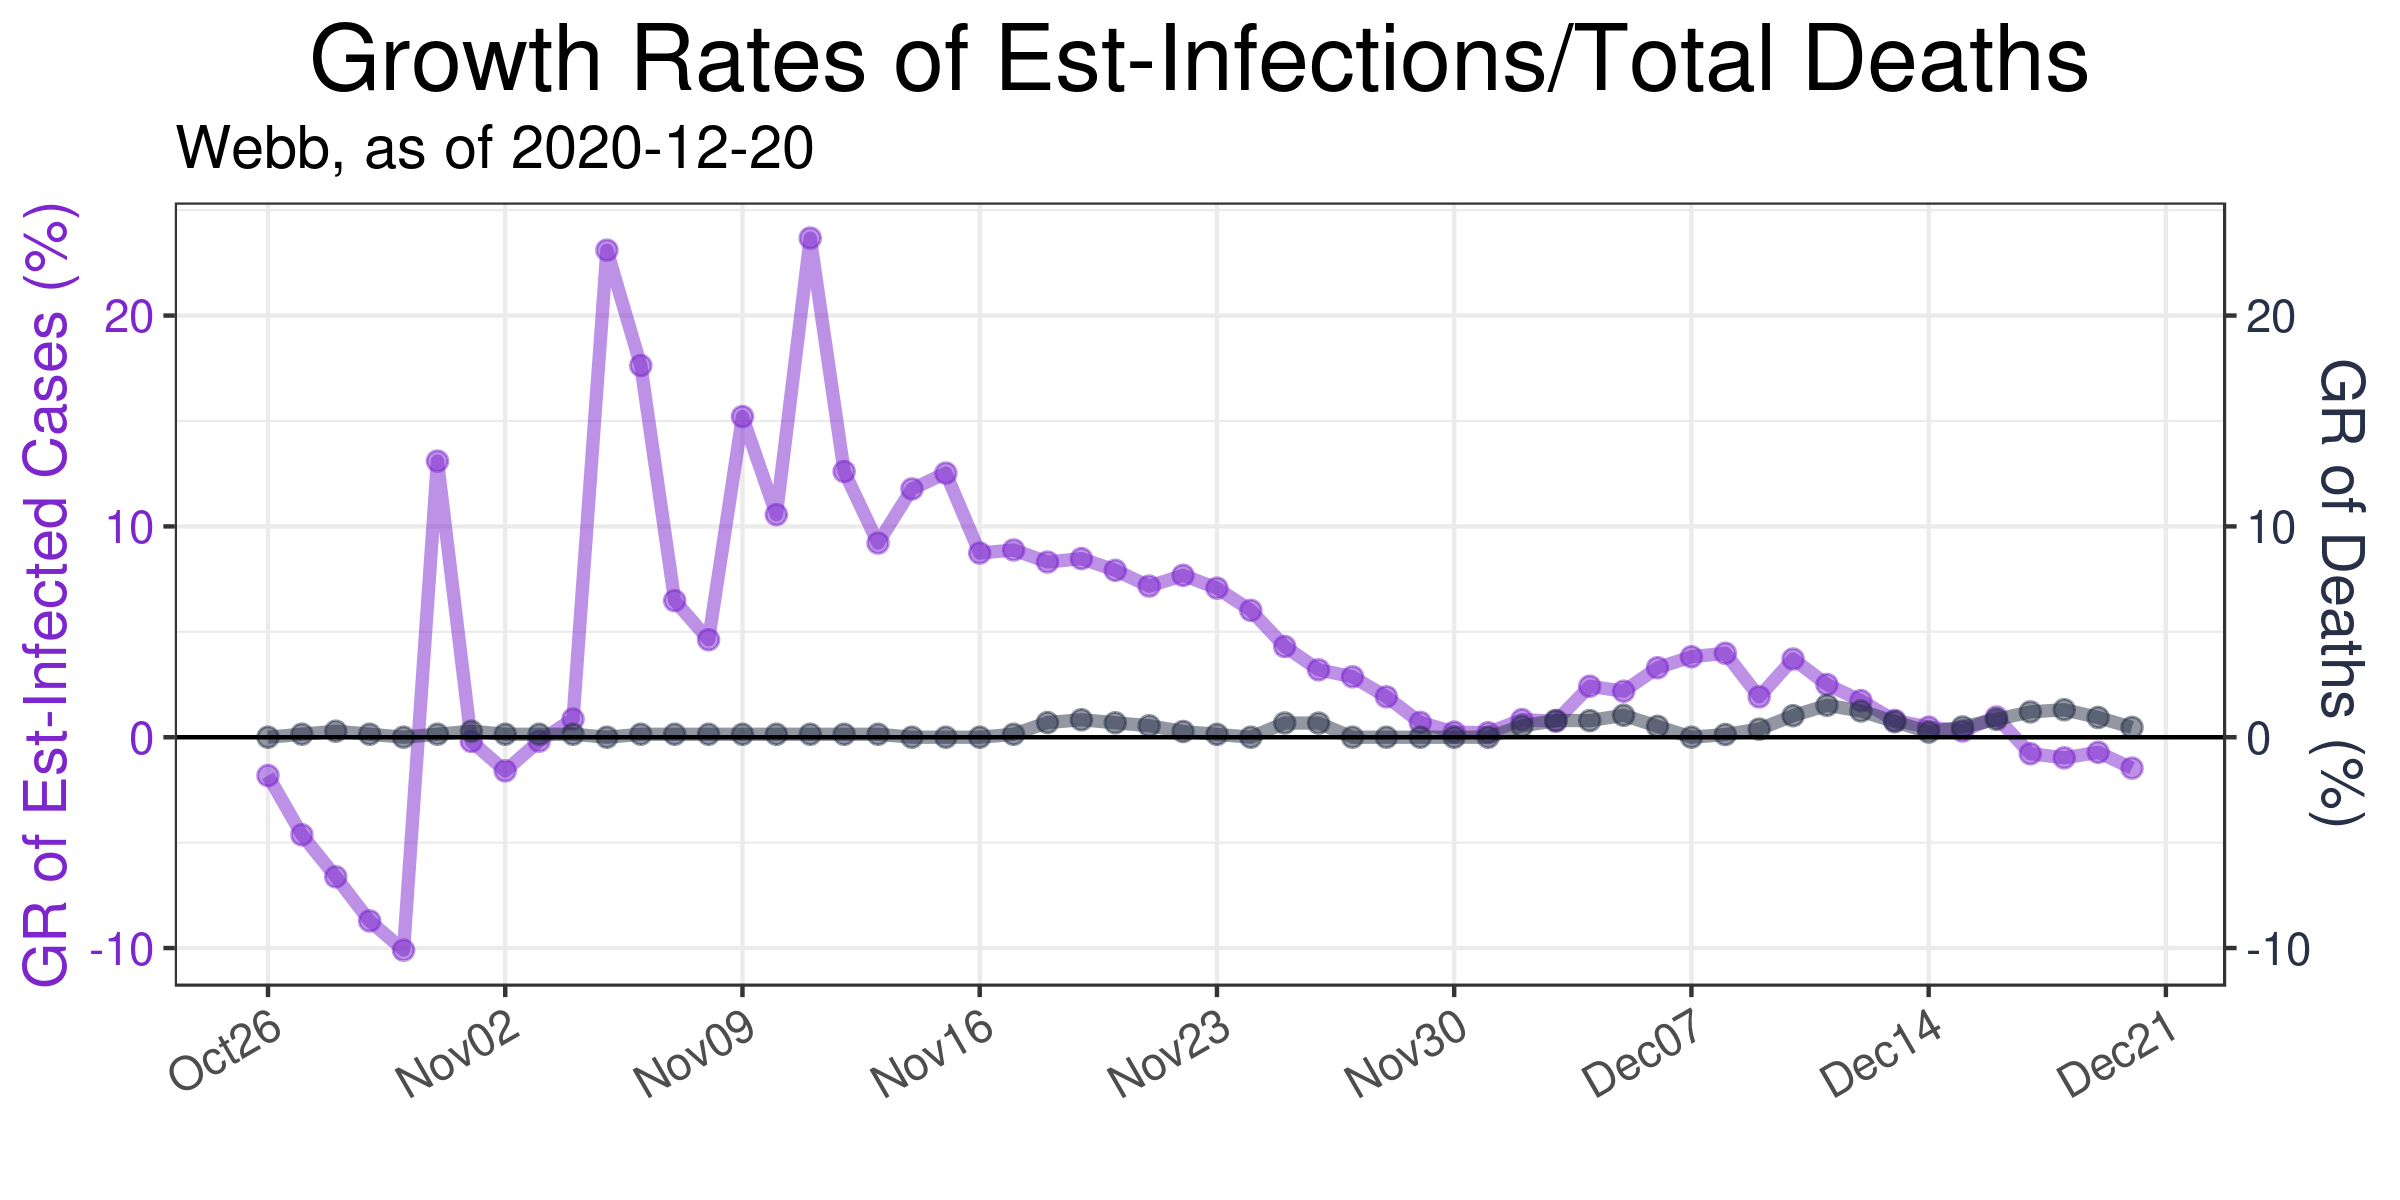 Growth Rates of Est-Infections/Total Deaths
Webb, as of 2020-12-20
GR of Est-Infected Cases (%)
20
10
0
-10
20
10
0
-10
GR of Deaths (%)
Oct26
Nov02
Nov09
Nov16
Nov23
Nov30
Dec07
Dec14
Dec21